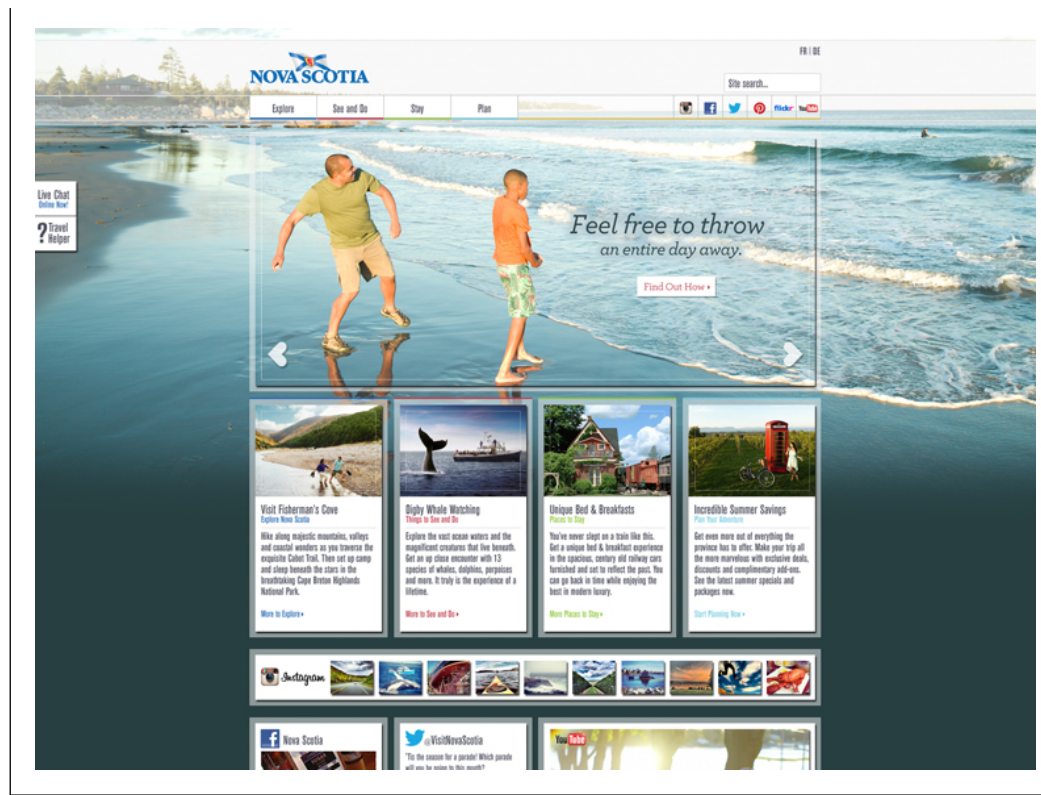 FR | DE
NOVA SCOTIA
Site search...
Explore
See and Do
Stay
Plan
flickr
You Tube
Live Chat
Online Now!
? Travel
Helper
Feel free to throw
an entire day away.
Find Out How
Visit Fisherman's Cove
Explore Nova Scotia
Hike along majestic mountains, valleys
and coastal wonders as you traverse the
exquisite Cabot Trail. Then set up camp
and sleep beneath the stars in the
breathtaking Cape Breton Highlands
National Park.
More to Explore
Digby Whale Watching
Things to See and Do
Explore the vast ocean waters and the
magnificent creatures that live beneath.
Get an up close encounter with 13
species of whales, dolphins, porpoises
and more. It truly is the experience of a
lifetime.
More to See and Do
Unique Bed & Breakfasts
Places to Stay
You've never slept on a train like this.
Get a unique bed & breakfast experience
in the spacious, century old railway cars
furnished and set to reflect the past. You
can go back in time while enjoying the
best in modern luxury.
More Places to Stay
Incredible Summer Savings
Plan Your Adventure
Get even more out of everything the
province has to offer. Make your trip all
the more marvelous with exclusive deals,
discounts and complimentary add-ons.
See the latest summer specials and
packages now.
Start Planning Now
Instagram
Nova Scotia
@VisitNovaScotia
'Tis the season for a parade! Which parade
will you be going to this month?
You Tube